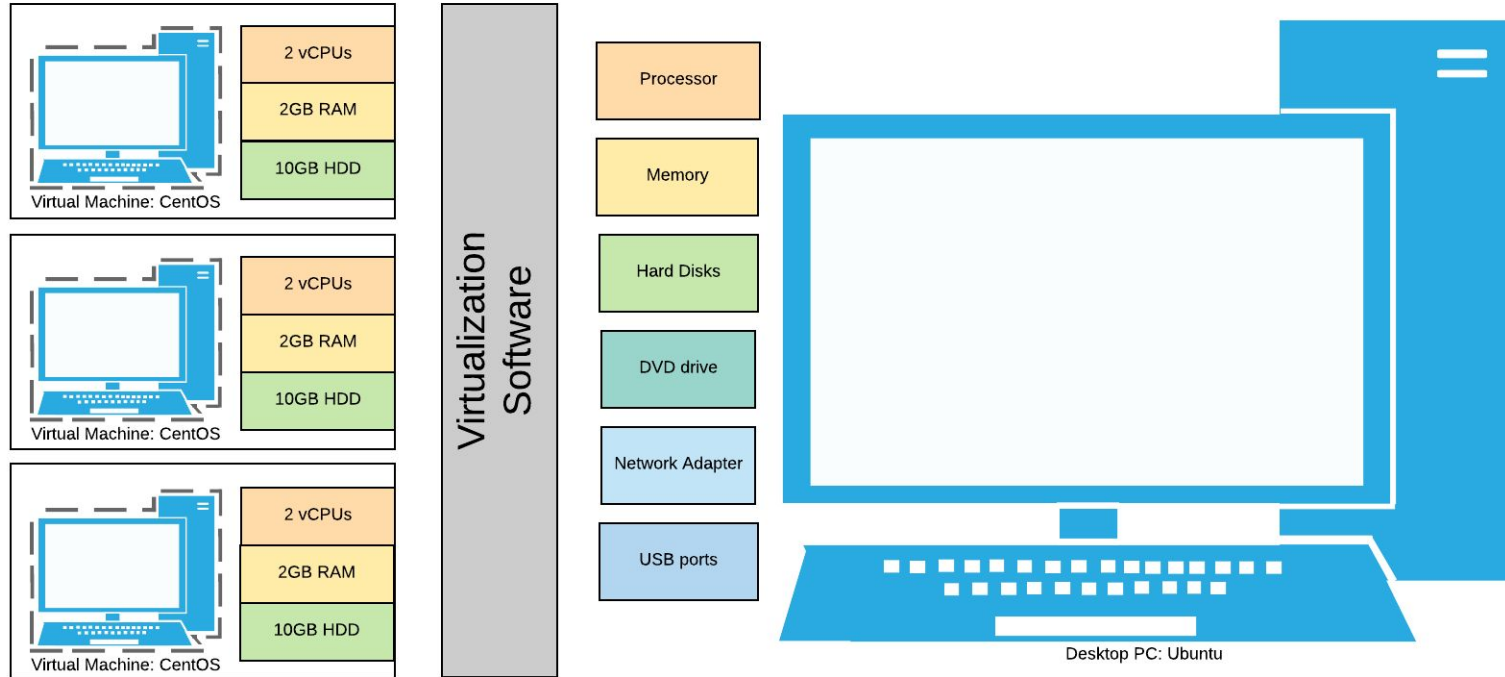 2 vCPUs
2GB RAM
10GB HDD
Virtual Machine: CentOS
2 vCPUs
2GB RAM
10GB HDD
Virtual Machine: CentOS
2 vCPUs
2GB RAM
10GB HDD
Virtual Machine: CentOS
Virtualization
Software
Processor
Memory
Hard Disks
DVD drive
Network Adapter
USB ports
Desktop PC: Ubuntu